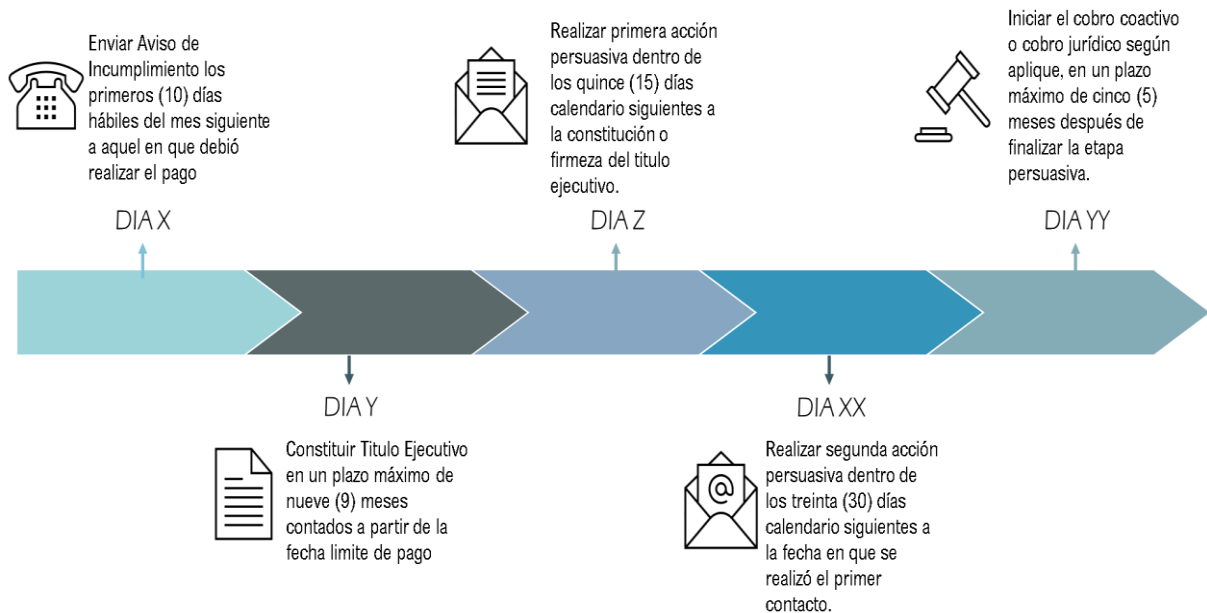 Enviar Aviso de
Incumplimiento los
primeros (10) días
hábiles del mes siguiente
a aquel en que debió
realizar el pago
DIA X
Constituir Titulo Ejecutivo
en un plazo máximo de
nueve (9) meses
contados a partir de la
fecha limite de pago
DIA Y
Realizar primera acción
persuasiva dentro de
los quince (15) días
calendario siguientes a
la constitución o
firmeza del titulo
ejecutivo.
DIA Z
DIA XX
Realizar segunda acción
persuasiva dentro de
los treinta (30) días
calendario siguientes a
la fecha en que se
realizó el primer
contacto.
@
Iniciar el cobro coactivo
o cobro jurídico según
aplique, en un plazo
máximo de cinco (5)
meses después de
finalizar la etapa
persuasiva.
DIA YY